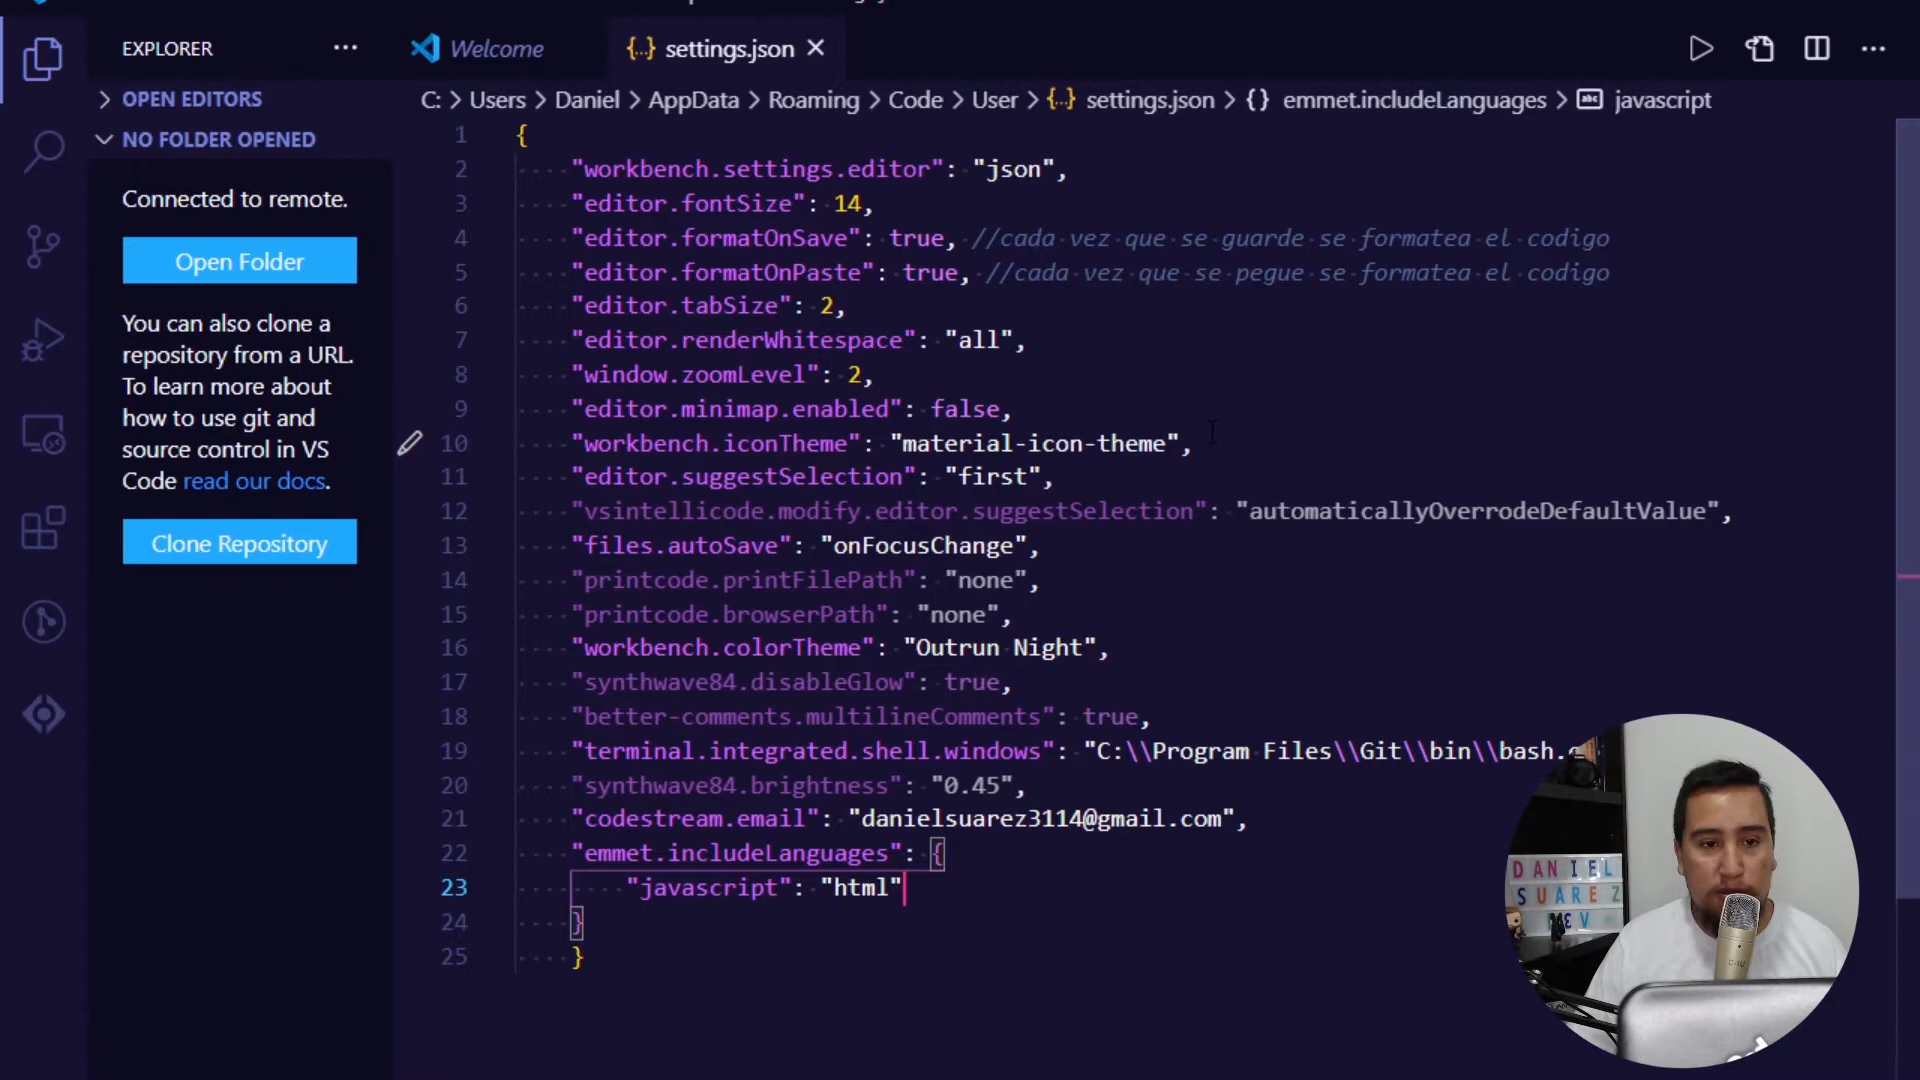 EXPLORER
Welcome
{..} settings.json
OPEN EDITORS
C: > Users > Daniel > AppData > Roaming > Code > User > {..} settings.json > {} emmet.includeLanguages > abc javascript
NO FOLDER OPENED
Connected to remote.
Open Folder
You can also clone a
repository from a URL.
To learn more about
how to use git and
source control in VS
Code read our docs.
Clone Repository
1 {
2 "workbench.settings.editor": "json",
3 "editor.fontSize": 14,
4 "editor.formatOnSave": true, //cada vez que se guarde se formatea el codigo
5 "editor.formatOnPaste": true, //cada vez que se pegue se formatea el codigo
6 "editor.tabSize": 2,
7 "editor.renderWhitespace": "all",
8 "window.zoomLevel": 2,
9 "editor.minimap.enabled": false,
10 "workbench.iconTheme": "material-icon-theme",
11 "editor.suggestSelection": "first",
12 "vsintellicode.modify.editor.suggestSelection": "automaticallyOverrodeDefaultValue",
13 "files.autoSave": "onFocusChange",
14 "printcode.printFilePath": "none",
15 "printcode.browserPath": "none",
16 "workbench.colorTheme": "Outrun Night",
17 "synthwave84.disableGlow": true,
18 "better-comments.multilineComments": true,
19 "terminal.integrated.shell.windows": "C:\\Program Files\\Git\\bin\\bash.
20 "synthwave84.brightness": "0.45",
21 "codestream.email": "danielsuarez3114@gmail.com",
22 "emmet.includeLanguages": {
23 "javascript": "html"
24 }
25 }
DANIEL
SUAREZ